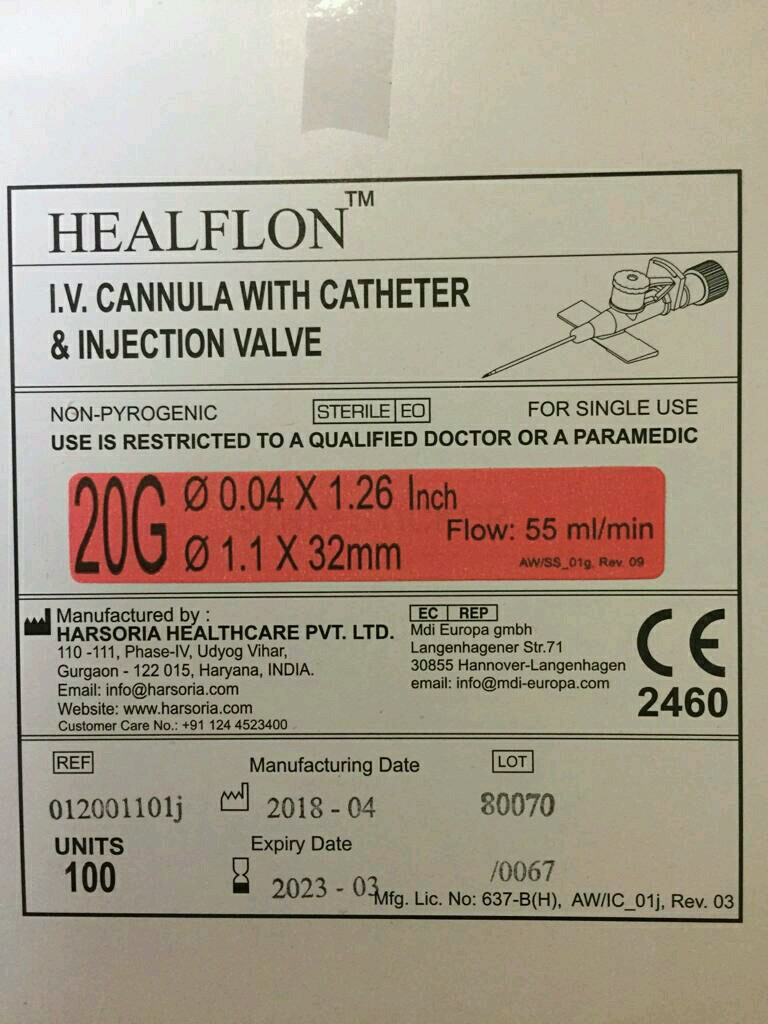 HEALFLON™
I.V. CANNULA WITH CATHETER
& INJECTION VALVE
NON-PYROGENIC
STERILE EO
FOR SINGLE USE
USE IS RESTRICTED TO A QUALIFIED DOCTOR OR A PARAMEDIC
20G
Ø 0.04 X 1.26 Inch
Ø 1.1 X 32mm
Flow: 55 ml/min
AW/SS_01g. Rev. 09
Manufactured by :
HARSORIA HEALTHCARE PVT. LTD.
110 -111, Phase-IV, Udyog Vihar,
Gurgaon - 122 015, Haryana, INDIA.
Email: info@harsoria.com
Website: www.harsoria.com
Customer Care No.: +91 124 4523400
EC REP
Mdi Europa gmbh
Langenhagener Str.71
30855 Hannover-Langenhagen
email: info@mdi-europa.com
CE
2460
REF
012001101j
UNITS
100
Manufacturing Date
2018 - 04
Expiry Date
2023 - 03
LOT
80070
/0067
Mfg. Lic. No: 637-B(H), AW/IC_01j, Rev. 03